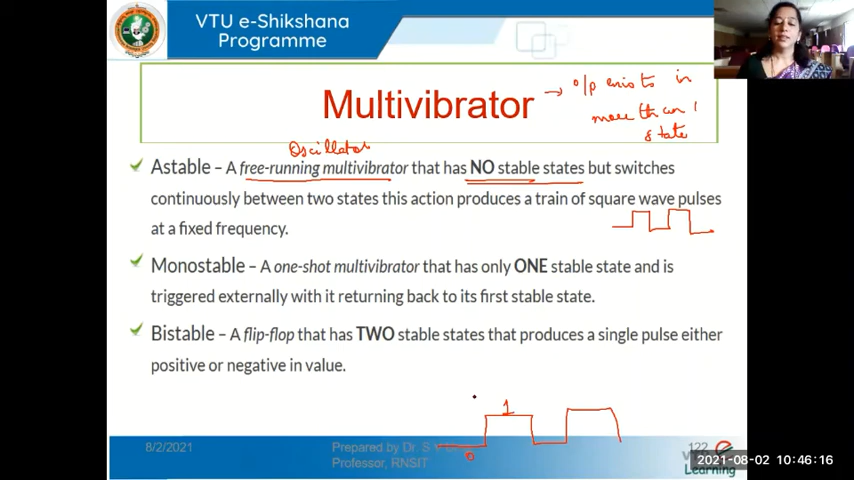 VTU e-Shikshana
Programme
Multivibrator
→ o/p exists in
more than 1
state
Oscillator
Astable – A free-running multivibrator that has NO stable states but switches
continuously between two states this action produces a train of square wave pulses
at a fixed frequency.
Monostable – A one-shot multivibrator that has only ONE stable state and is
triggered externally with it returning back to its first stable state.
Bistable – A flip-flop that has TWO stable states that produces a single pulse either
positive or negative in value.
1
0
8/2/2021
Prepared by Dr. S
Professor, RNSIT
122
Learning
2021-08-02 10:46:16